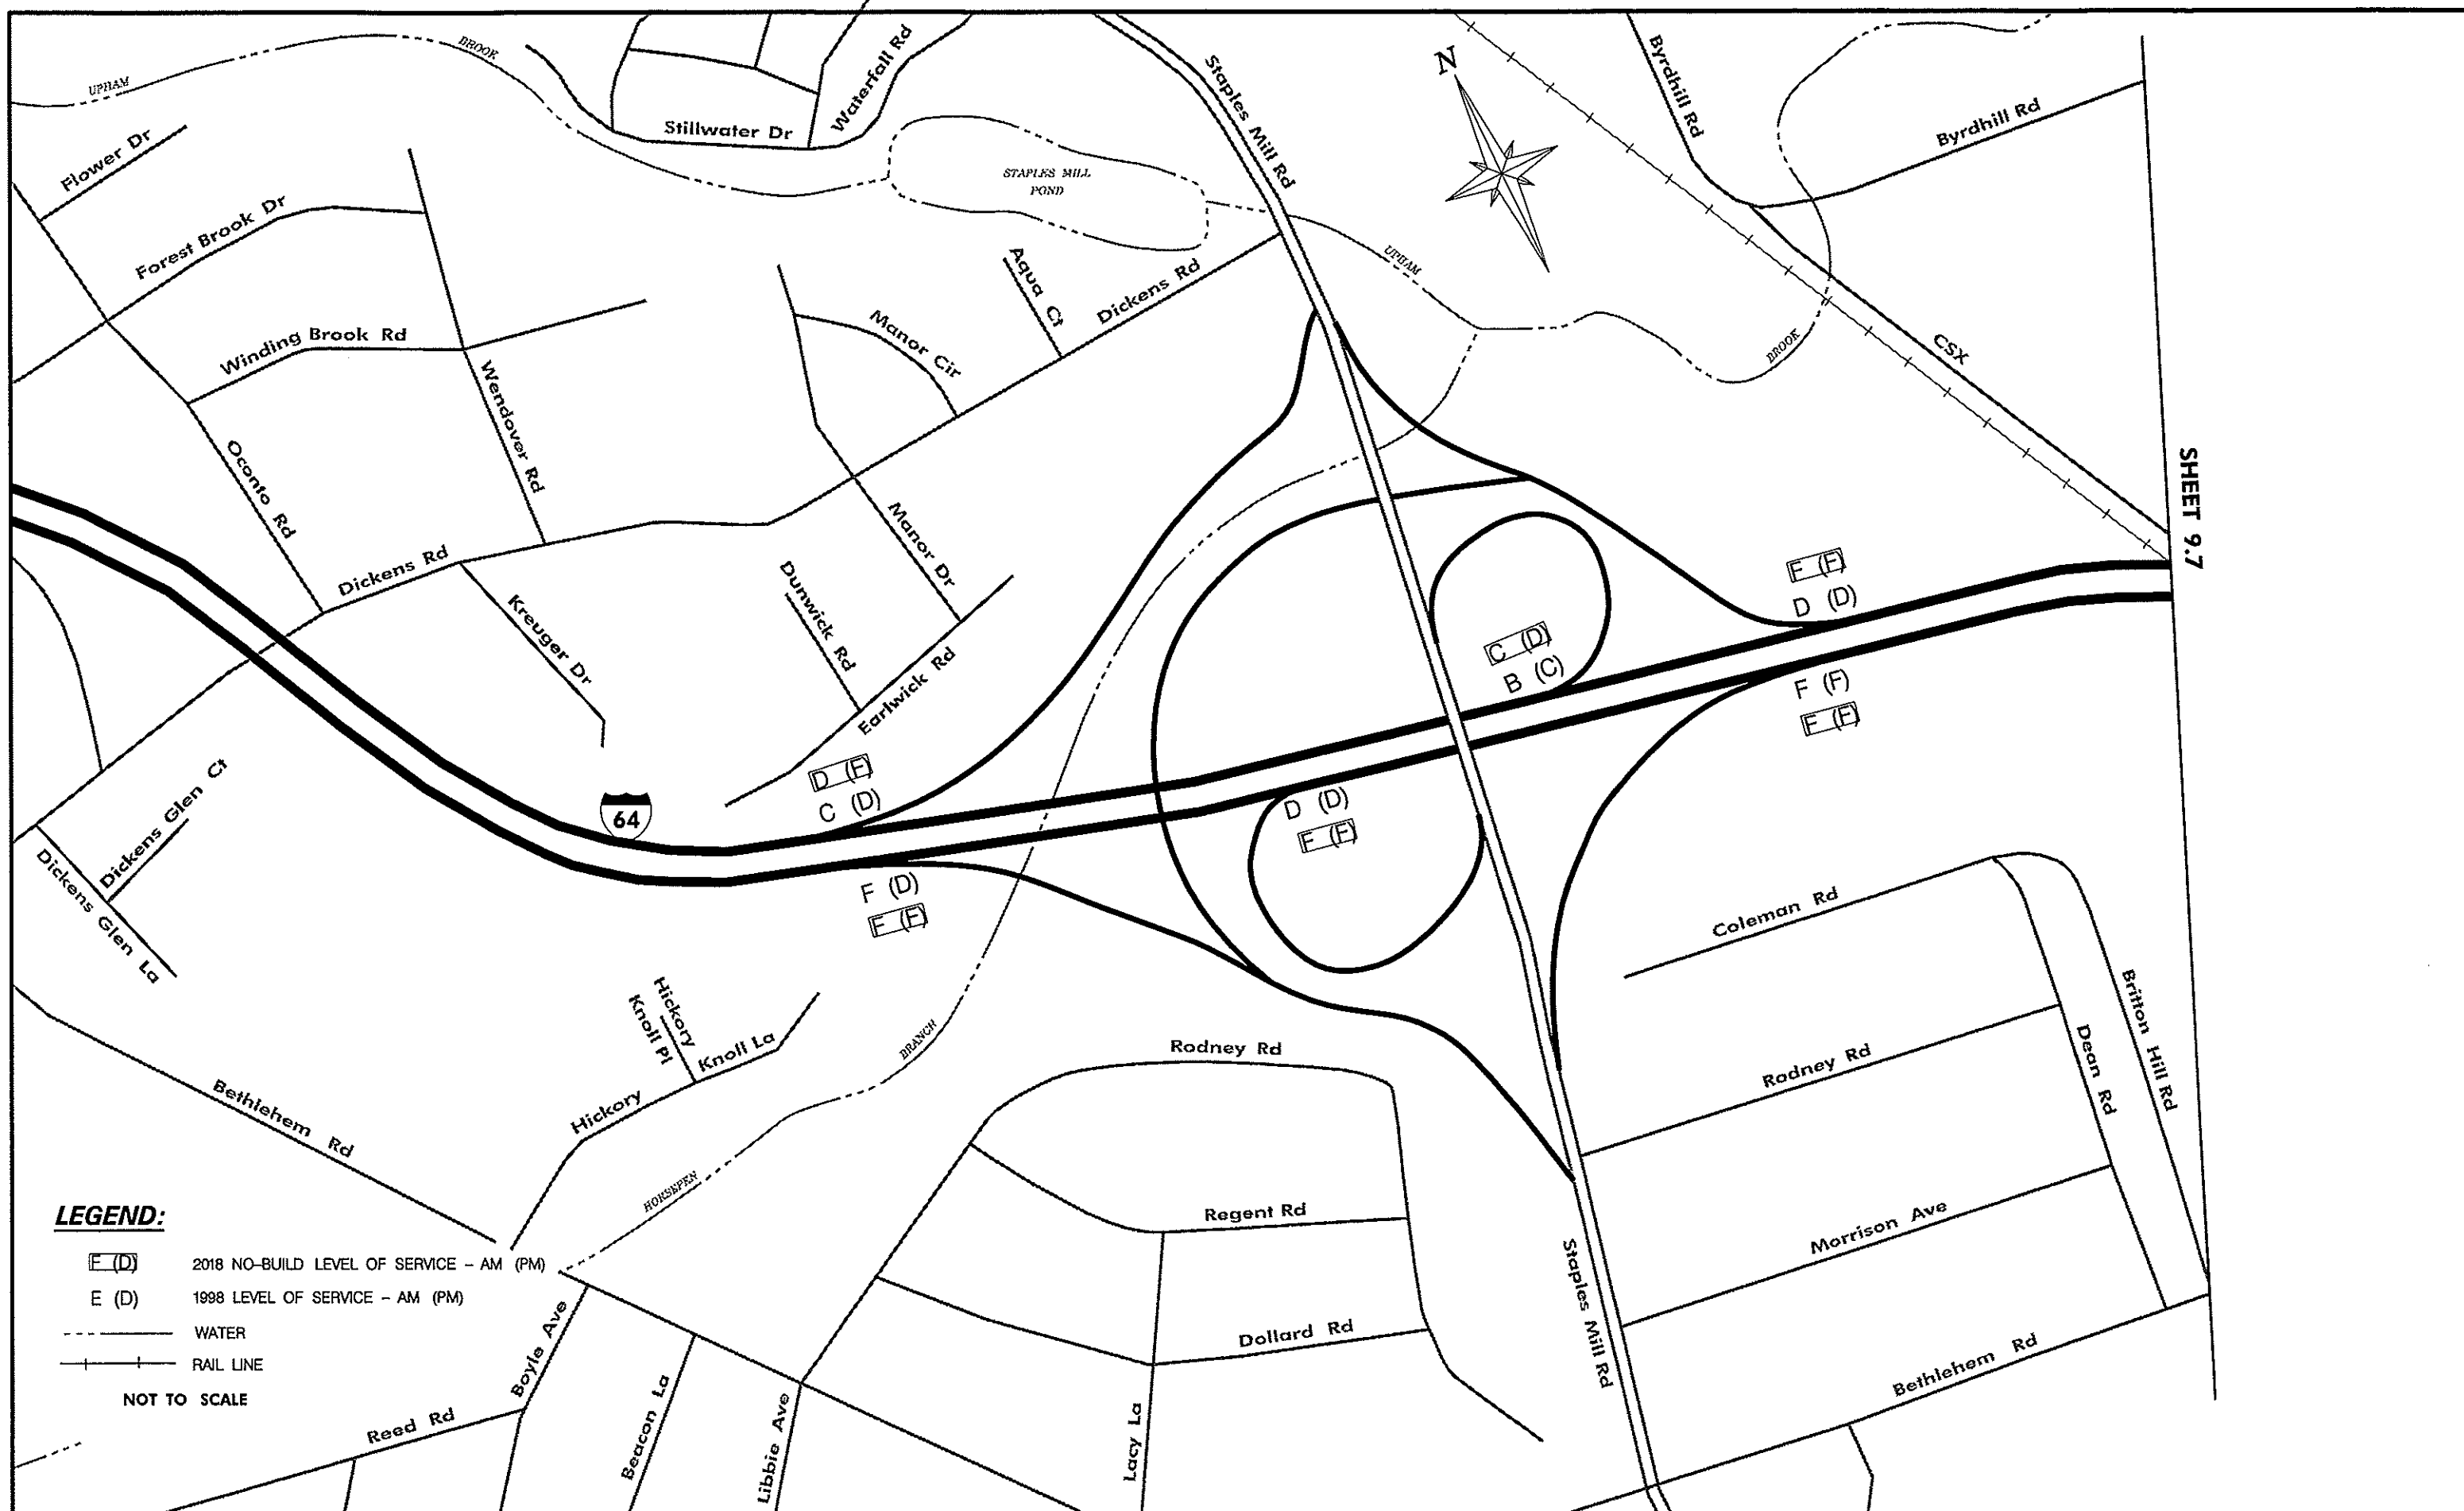 UPHAM
BROOK
Waterfall Rd
Stillwater Dr
Flower Dr
Forest Brook Dr
STAPLES MILL
POND
Staples Mill Rd
N
Byrdhill Rd
Byrdhill Rd
UPHAM
BROOK
CSX
SHEET 9.7
Aqua Ct
Dickens Rd
Manor Cir
Winding Brook Rd
Wendover Rd
Oconto Rd
Dickens Rd
Kreuger Dr
Manor Dr
Dunwick Rd
Earlwick Rd
F (F)
D (D)
C (D)
B (C)
F (F)
F (F)
D (F)
C (D)
64
D (D)
F (F)
F (D)
F (F)
Dickens Glen Ct
Dickens Glen La
Coleman Rd
Britton Hill Rd
Dean Rd
Rodney Rd
Hickory
Knoll Pl
Hickory Knoll La
BRANCH
HORSEPEN
Rodney Rd
Bethlehem Rd
Regent Rd
Morrison Ave
Staples Mill Rd
Dollard Rd
Bethlehem Rd
LEGEND:
F (D) 2018 NO-BUILD LEVEL OF SERVICE - AM (PM)
E (D) 1998 LEVEL OF SERVICE - AM (PM)
WATER
RAIL LINE
NOT TO SCALE
Boyle Ave
Reed Rd
Beacon La
Libbie Ave
Lacy La